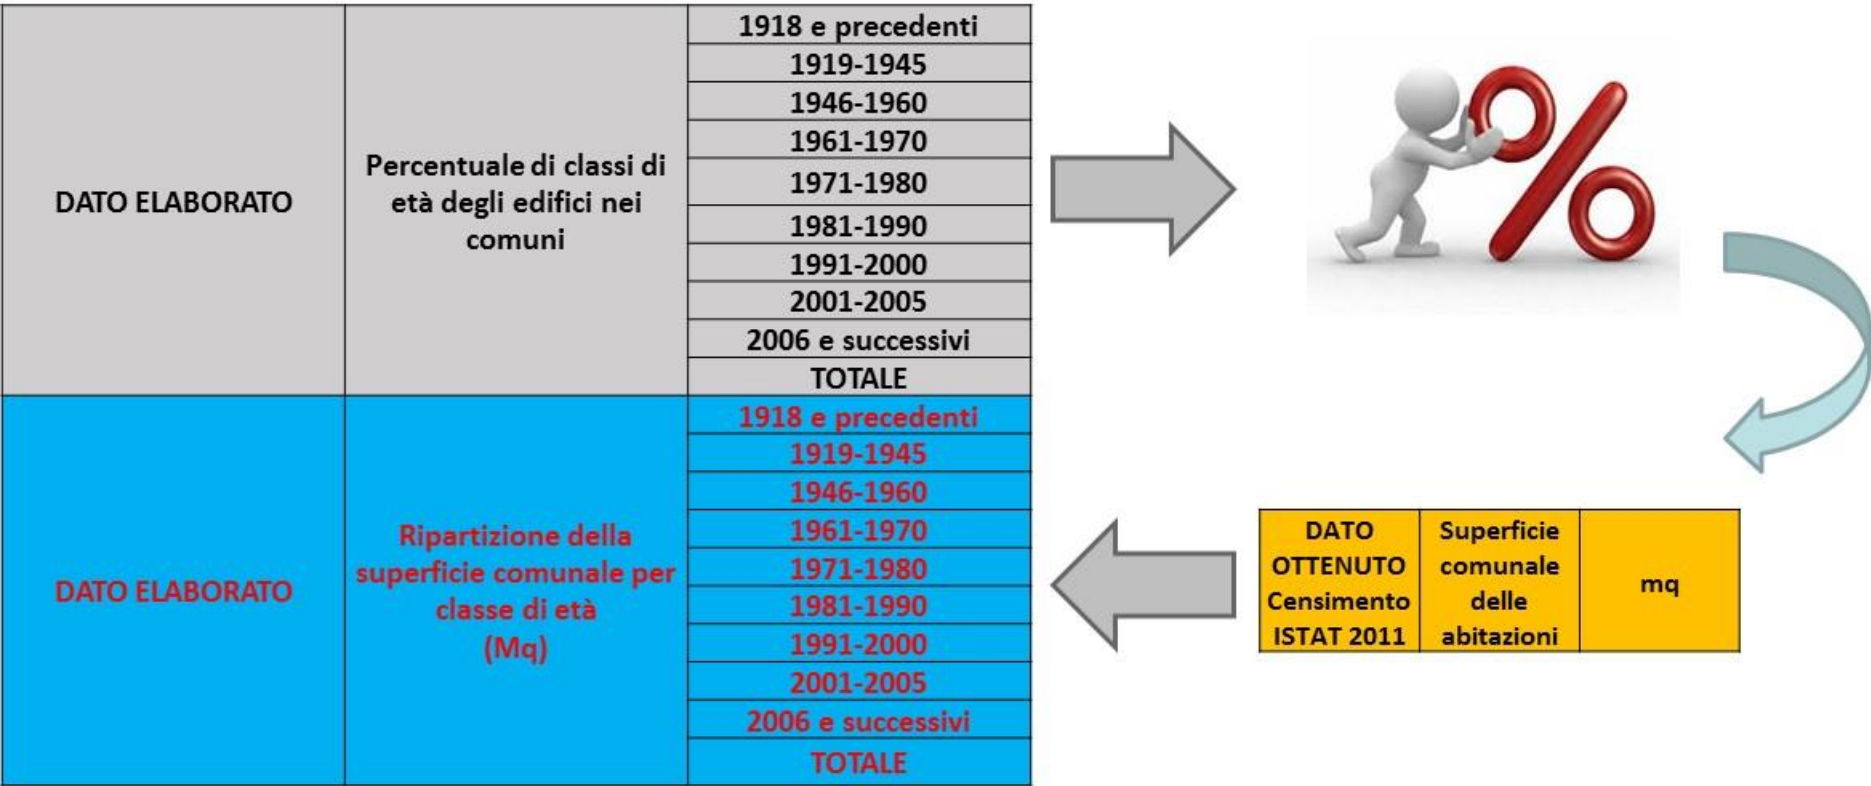 DATO ELABORATO
Percentuale di classi di
età degli edifici nei
comuni
1918 e precedenti
1919-1945
1946-1960
1961-1970
1971-1980
1981-1990
1991-2000
2001-2005
2006 e successivi
TOTALE
%
DATO ELABORATO
Ripartizione della
superficie comunale per
classe di età
(Mq)
1918 e precedenti
1919-1945
1946-1960
1961-1970
1971-1980
1981-1990
1991-2000
2001-2005
2006 e successivi
TOTALE
DATO
OTTENUTO
Censimento
ISTAT 2011
Superficie
comunale
delle
abitazioni
mq